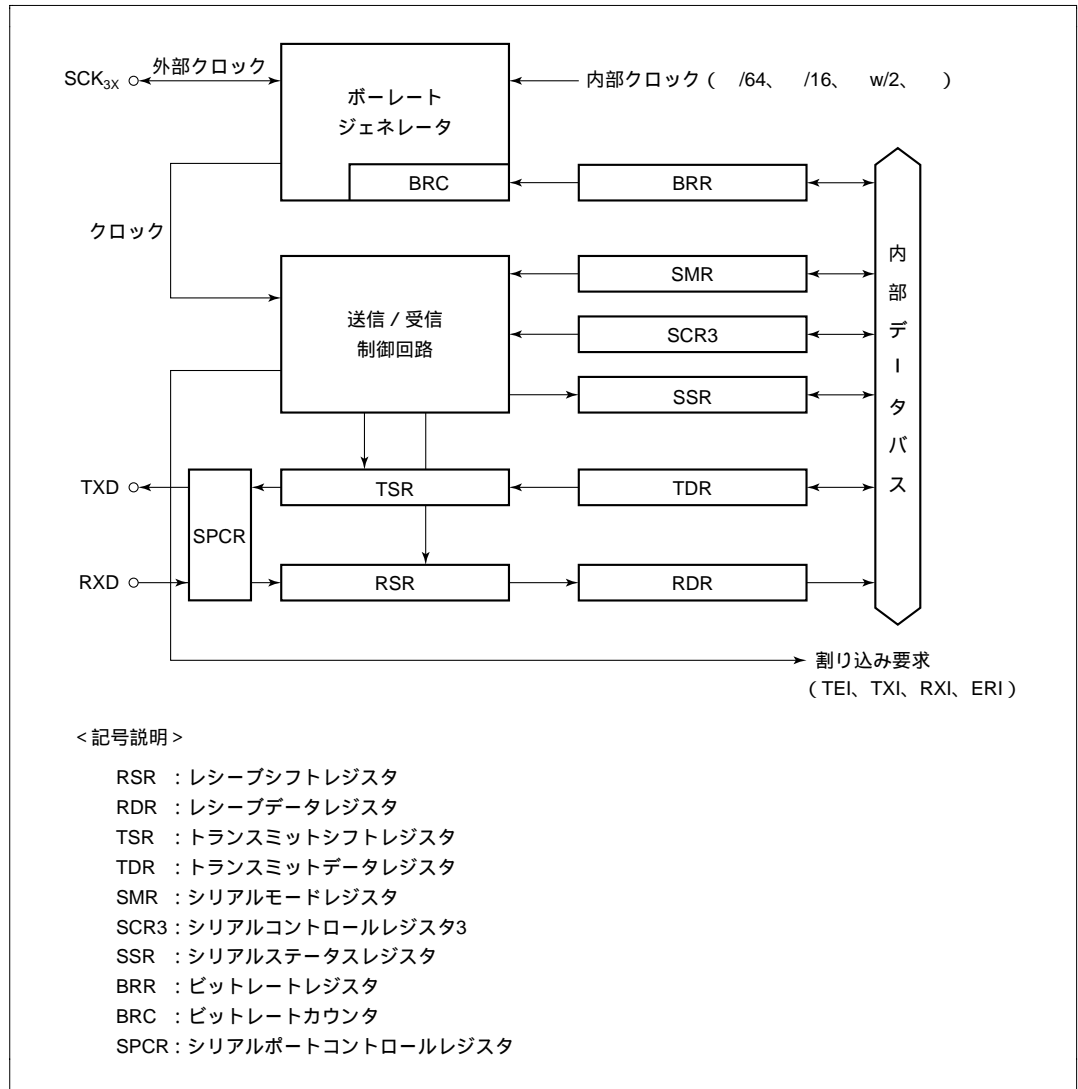 SCK3X
外部クロック
ボーレート
ジェネレータ
内部クロック( /64、 /16、 w/2、 )
BRC
BRR
クロック
内部データバス
送信/受信
制御回路
SMR
SCR3
SSR
TXD
SPCR
TSR
TDR
RXD
RSR
RDR
割り込み要求
(TEI、TXI、RXI、ERI)
<記号説明>
RSR :レシーブシフトレジスタ
RDR :レシーブデータレジスタ
TSR :トランスミットシフトレジスタ
TDR :トランスミットデータレジスタ
SMR :シリアルモードレジスタ
SCR3:シリアルコントロールレジスタ3
SSR :シリアルステータスレジスタ
BRR :ビットレートレジスタ
BRC :ビットレートカウンタ
SPCR:シリアルポートコントロールレジスタ